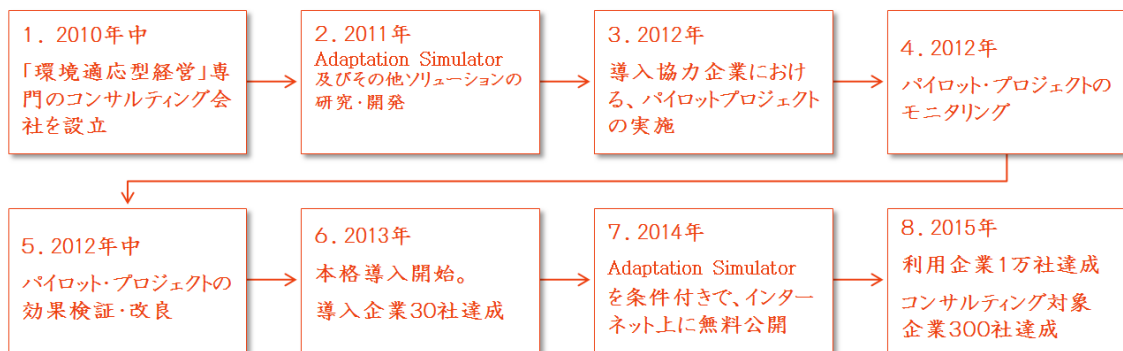 1．2010年中
「環境適応型経営」専
門のコンサルティング会
社を設立
2．2011年
Adaptation Simulator
及びその他ソリューションの
研究・開発
3．2012年
導入協力企業におけ
る、パイロットプロジェクト
の実施
4．2012年
パイロット・プロジェクトの
モニタリング
5．2012年中
パイロット・プロジェクトの
効果検証・改良
6．2013年
本格導入開始。
導入企業30社達成
7．2014年
Adaptation Simulator
を条件付きで、インター
ネット上に無料公開
8．2015年
利用企業1万社達成
コンサルティング対象
企業300社達成